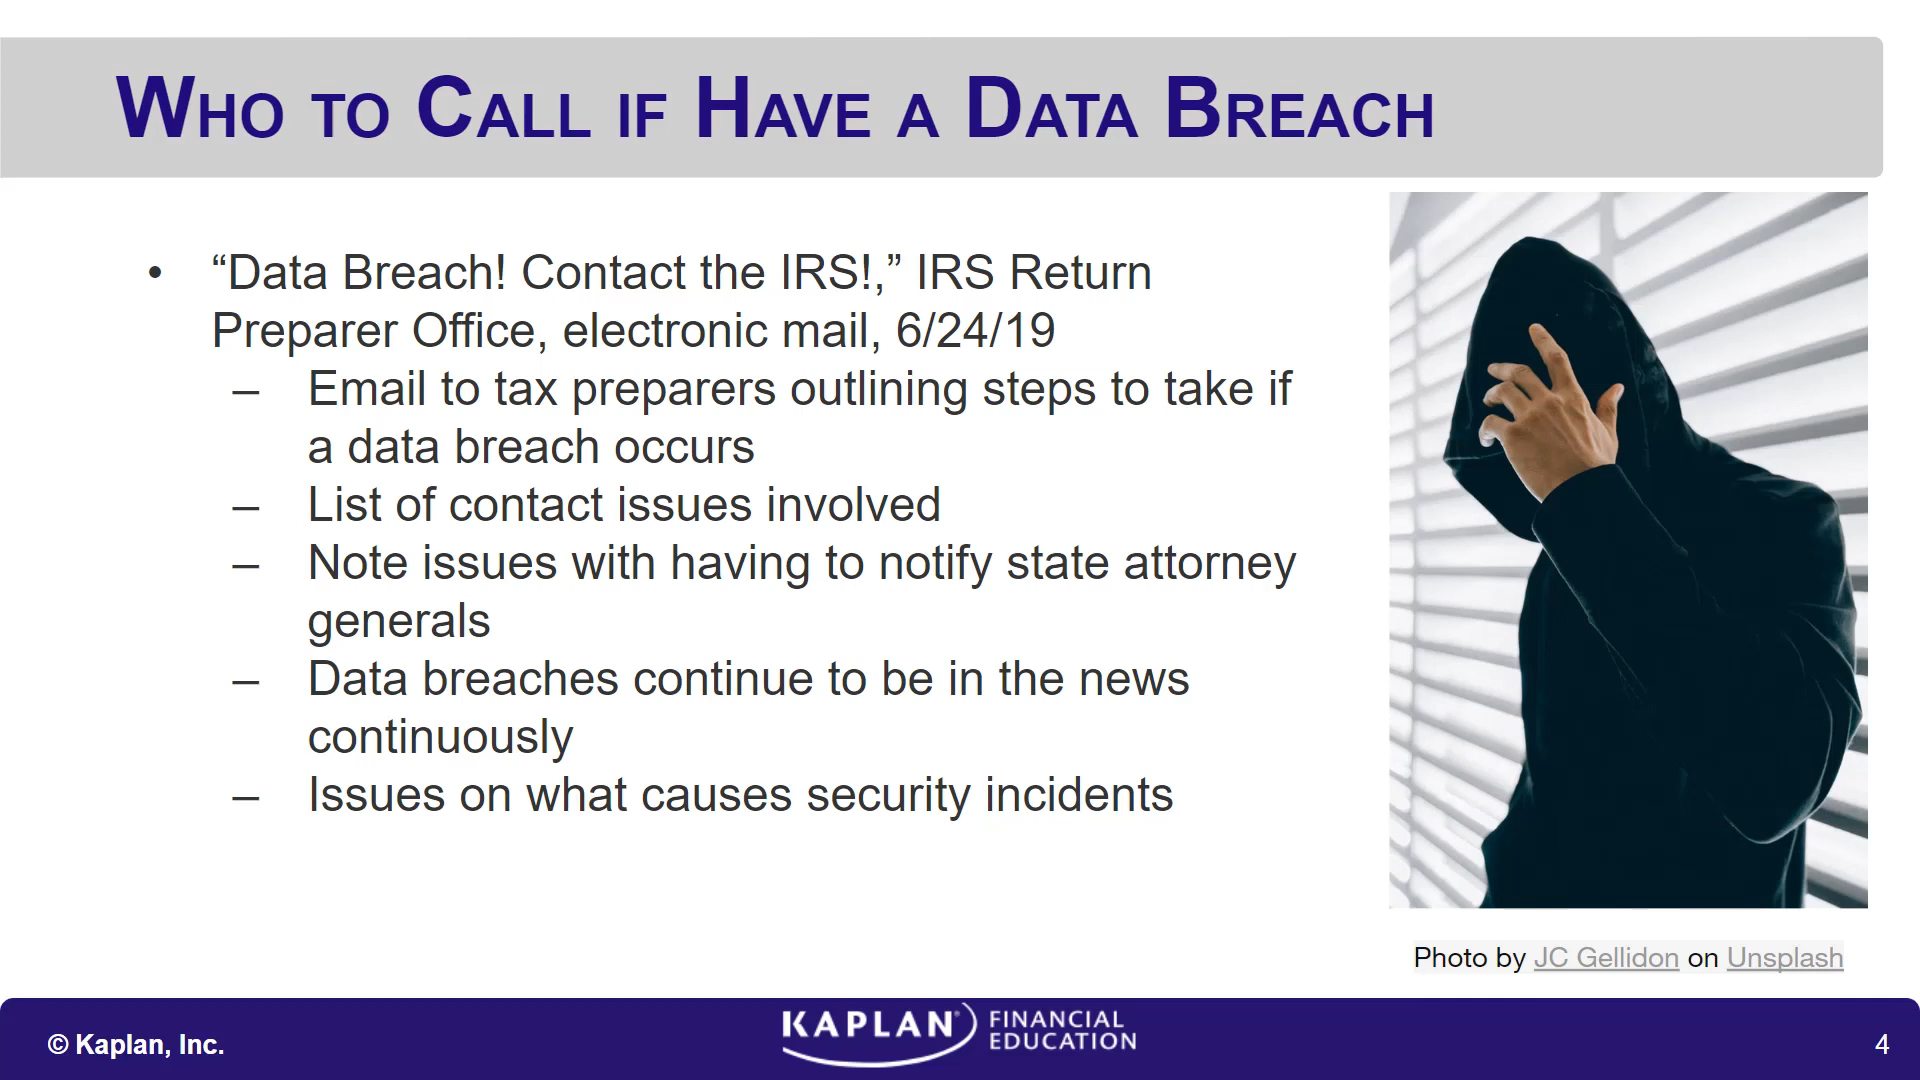 WHO TO CALL IF HAVE A DATA BREACH
• “Data Breach! Contact the IRS!,” IRS Return
Preparer Office, electronic mail, 6/24/19
– Email to tax preparers outlining steps to take if
a data breach occurs
– List of contact issues involved
– Note issues with having to notify state attorney
generals
– Data breaches continue to be in the news
continuously
– Issues on what causes security incidents
Photo by JC Gellidon on Unsplash
© Kaplan, Inc.
KAPLAN® FINANCIAL
EDUCATION
4